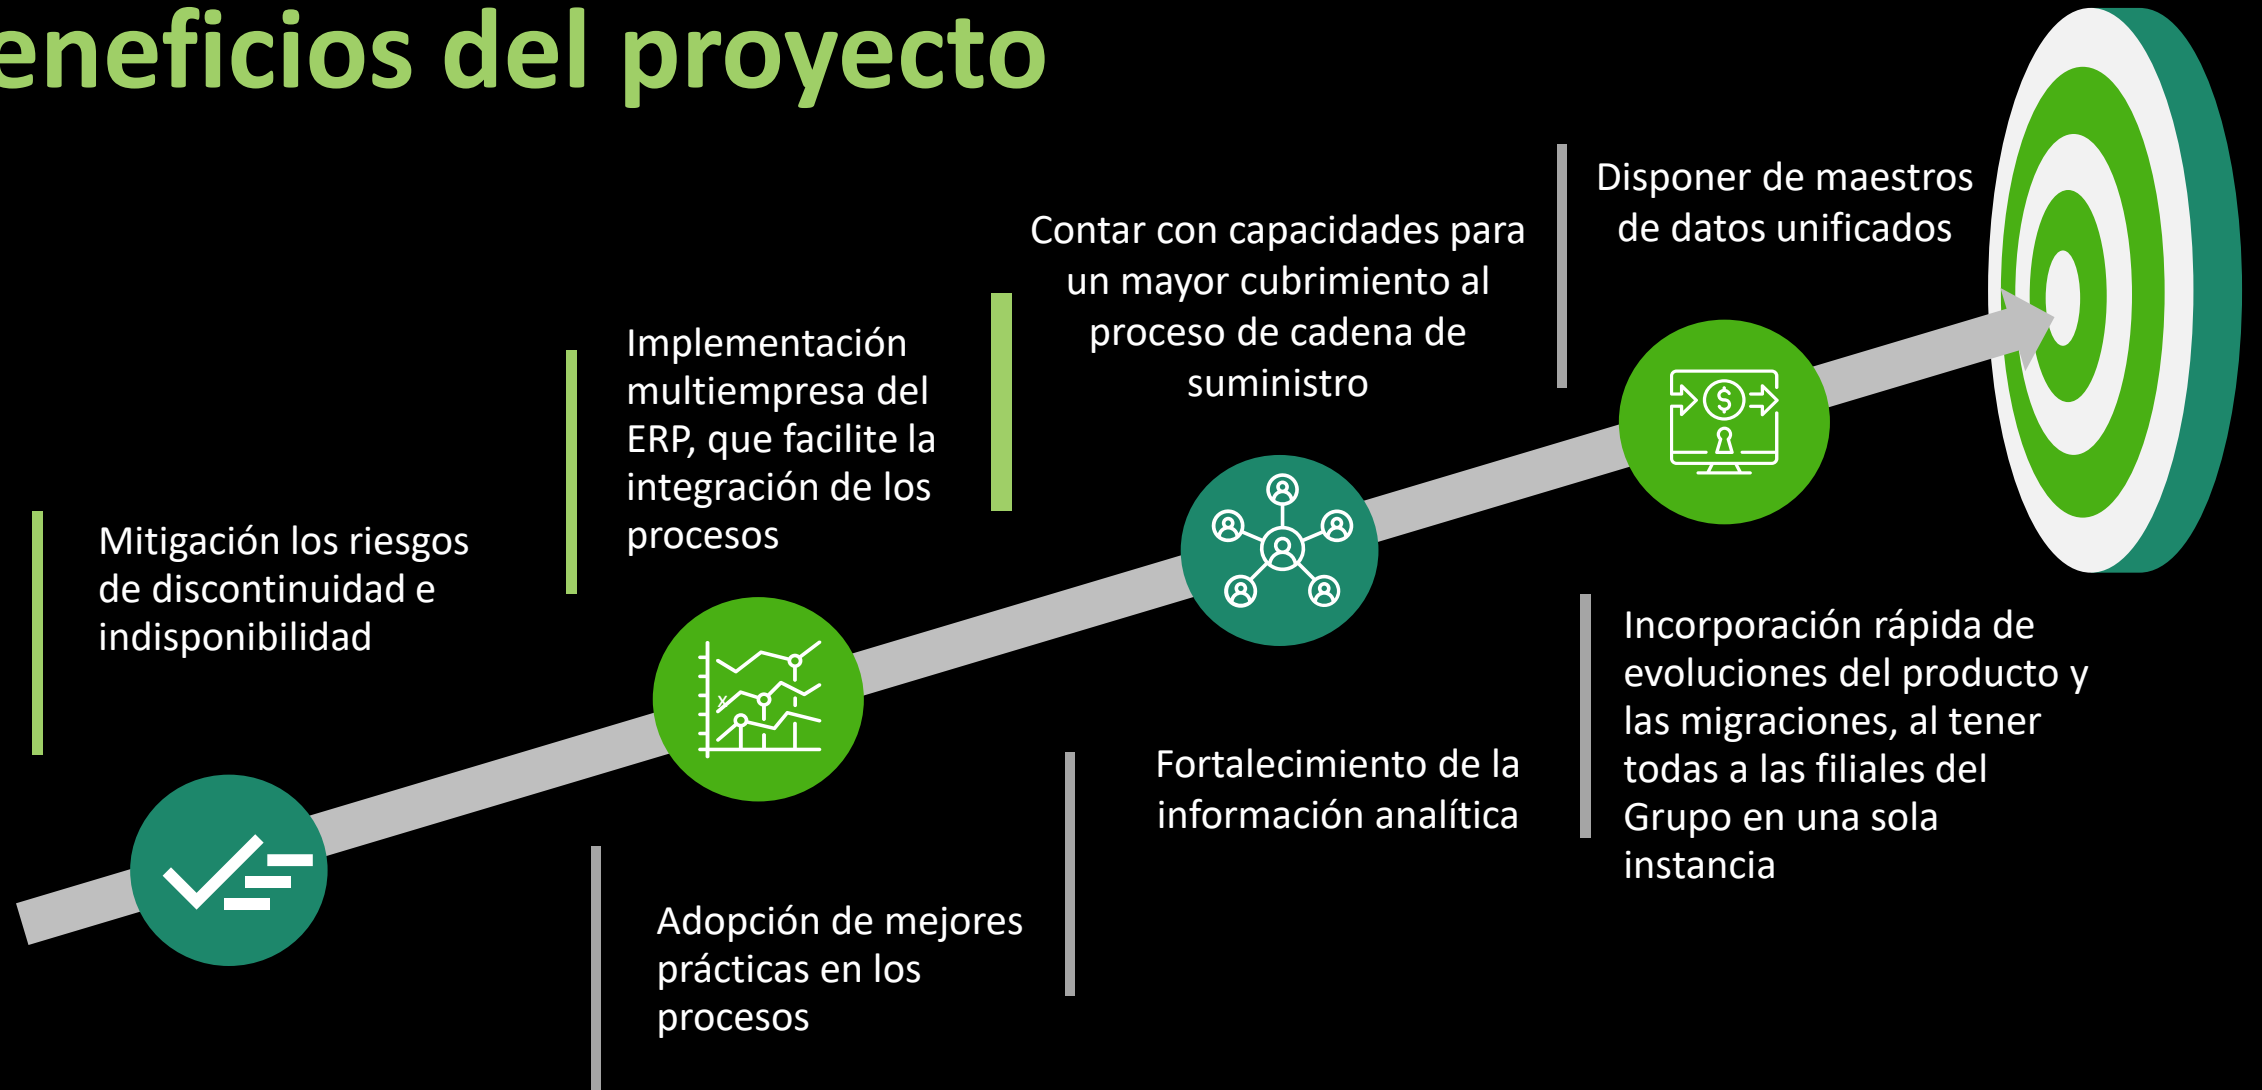 eneficios del proyecto
Mitigación los riesgos
de discontinuidad e
indisponibilidad
Implementación
multiempresa del
ERP, que facilite la
integración de los
procesos
Contar con capacidades para
un mayor cubrimiento al
proceso de cadena de
suministro
Disponer de maestros
de datos unificados
Adopción de mejores
prácticas en los
procesos
Fortalecimiento de la
información analítica
Incorporación rápida de
evoluciones del producto y
las migraciones, al tener
todas a las filiales del
Grupo en una sola
instancia
$
x